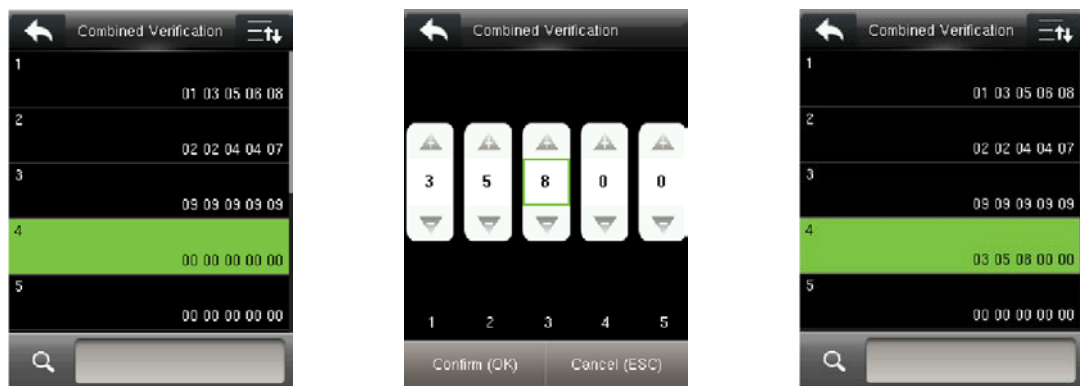 Combined Verification
1
01 03 05 06 08
2
02 02 04 04 07
3
09 09 09 09 09
4
00 00 00 00 00
5
00 00 00 00 00
Combined Verification
3 5 8 0 0
1 2 3 4 5
Confirm (OK) Cancel (ESC)
Combined Verification
1
01 03 05 06 08
2
02 02 04 04 07
3
09 09 09 09 09
4
03 05 08 00 00
5
00 00 00 00 00